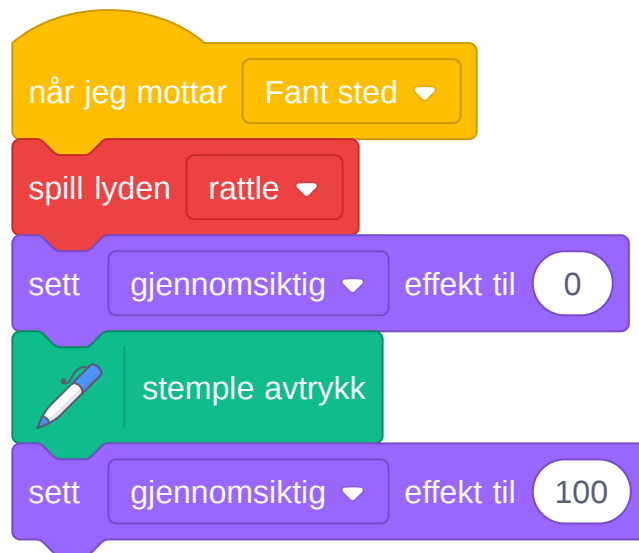 når jeg mottar Fant sted
spill lyden rattle
sett gjennomsiktig effekt til 0
stemple avtrykk
sett gjennomsiktig effekt til 100